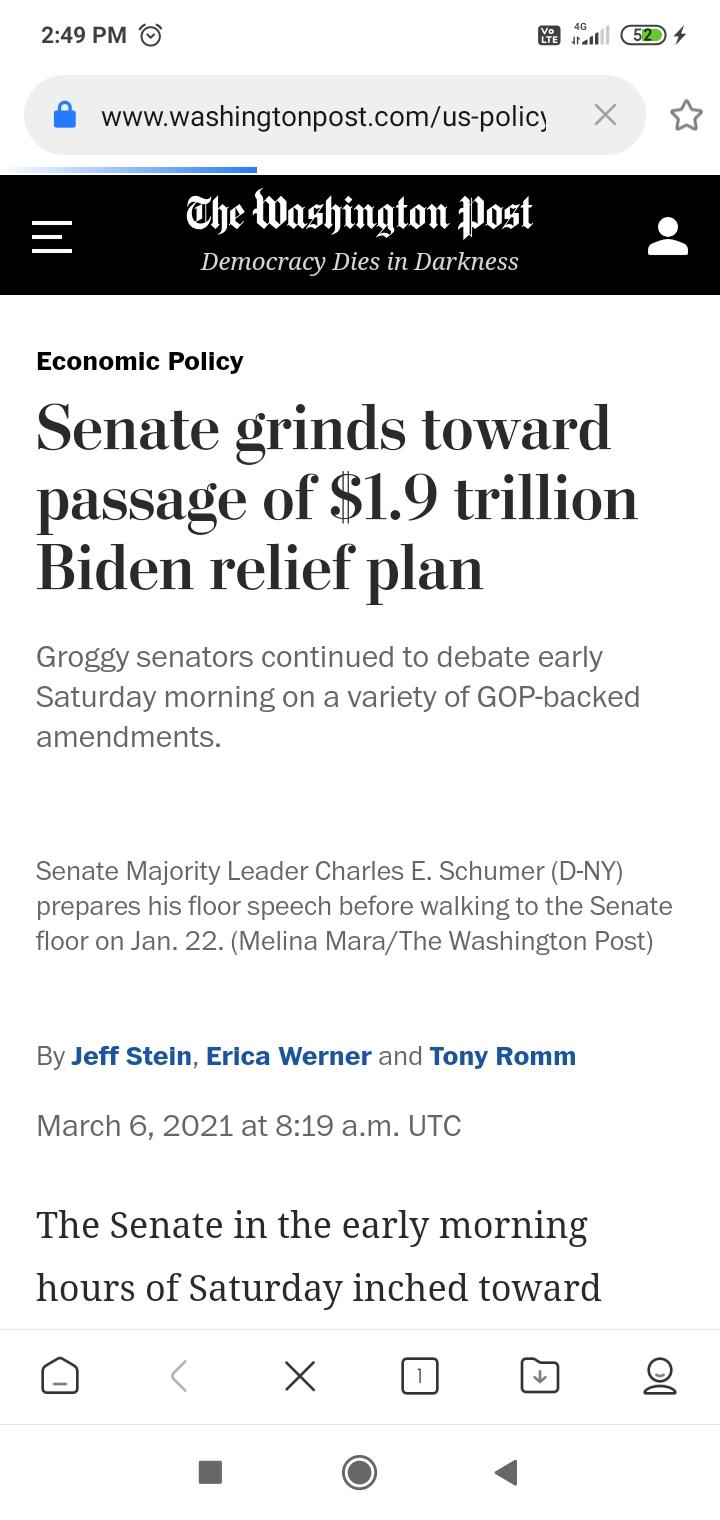 2:49 PM
Vo LTE
4G
52
www.washingtonpost.com/us-policy
The Washington Post
Democracy Dies in Darkness
Economic Policy
Senate grinds toward
passage of $1.9 trillion
Biden relief plan
Groggy senators continued to debate early
Saturday morning on a variety of GOP-backed
amendments.
Senate Majority Leader Charles E. Schumer (D-NY)
prepares his floor speech before walking to the Senate
floor on Jan. 22. (Melina Mara/The Washington Post)
By Jeff Stein, Erica Werner and Tony Romm
March 6, 2021 at 8:19 a.m. UTC
The Senate in the early morning
hours of Saturday inched toward
1